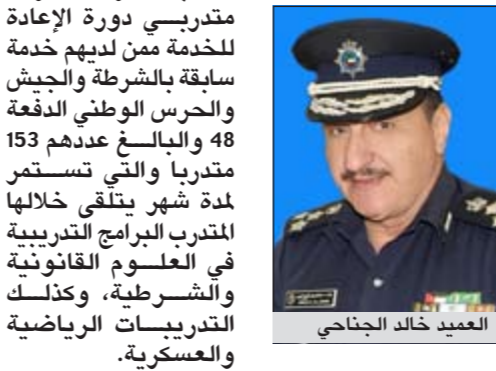 متدربي دورة الإعادة
للخدمة ممن لديهم خدمة
سابقة بالشرطة والجيش
والحرس الوطني الدفعة
48 والبالغ عددهم 153
متدربا والتي تستمر
لمدة شهر يتلقى خلالها
المتدرب البرامج التدريبية
في العلوم القانونية
والشرطية، وكذلك
التدريبات الرياضية
والعسكرية.
العميد خالد الجناحي